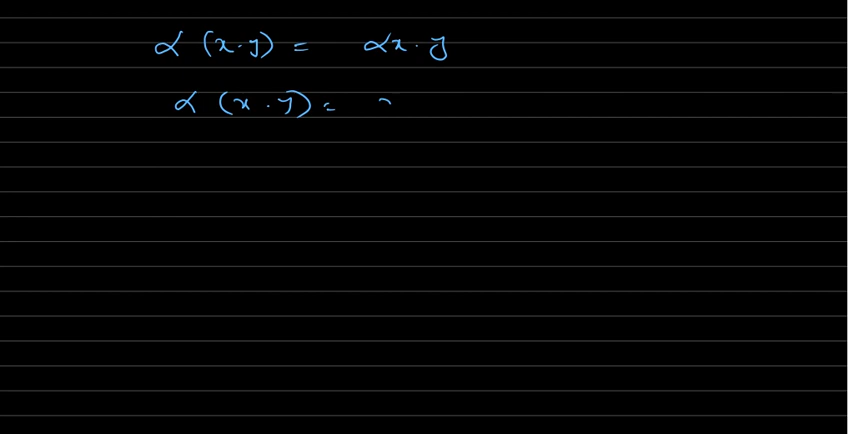 α (x·y) = αx·y
α (x·y) =